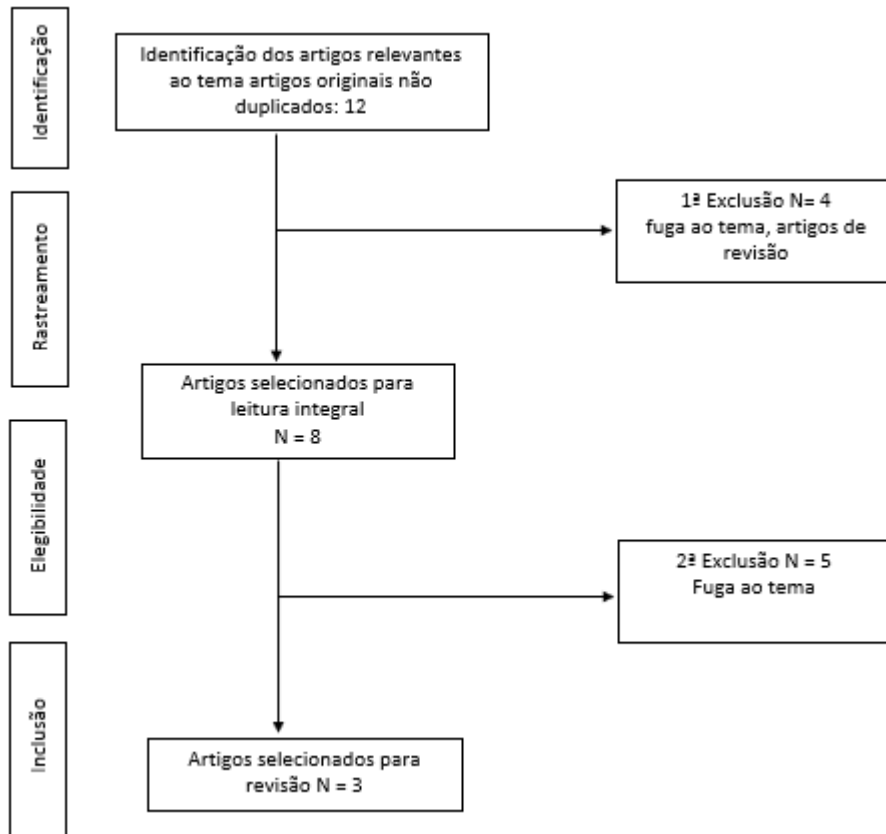 Identificação
Identificação dos artigos relevantes
ao tema artigos originais não
duplicados: 12
Rastreamento
1ª Exclusão N= 4
fuga ao tema, artigos de
revisão
Artigos selecionados para
leitura integral
N = 8
Elegibilidade
2ª Exclusão N = 5
Fuga ao tema
Inclusão
Artigos selecionados para
revisão N = 3